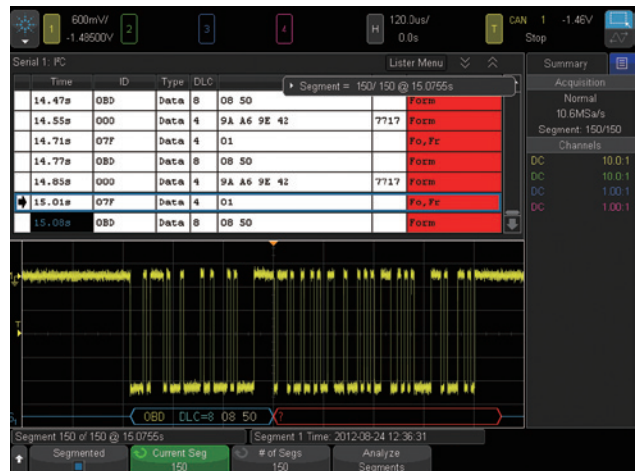 1 600mV/ 2 3 4 H 120.0us/ T CAN 1 -1.46V
-1.48500V 0.0s Stop
Serial 1: I²C Lister Menu Summary
Time ID Type DLC
Segment = 150/ 150 @ 15.0755s
14.47s 0BD Data 8 08 50 Form
14.55s 000 Data 4 9A A6 9E 42 7717 Form
14.71s 07F Data 4 01 Fo,Fr
14.77s 0BD Data 8 08 50 Form
14.85s 000 Data 4 9A A6 9E 42 7717 Form
15.01s 07F Data 4 01 Fo,Fr
15.08s 0BD Data 8 08 50 Form
Acquisition
Normal
10.6MSa/s
Segment: 150/150
Channels
DC 10.0:1
DC 10.0:1
DC 1.00:1
DC 1.00:1
T
S1 0BD DLC=8 08 50 ?
Segment 150 of 150 @ 15.0755s Segment 1 Time: 2012-08-24 12:36:31
Segmented Current Seg 150 # of Segs 150 Analyze Segments